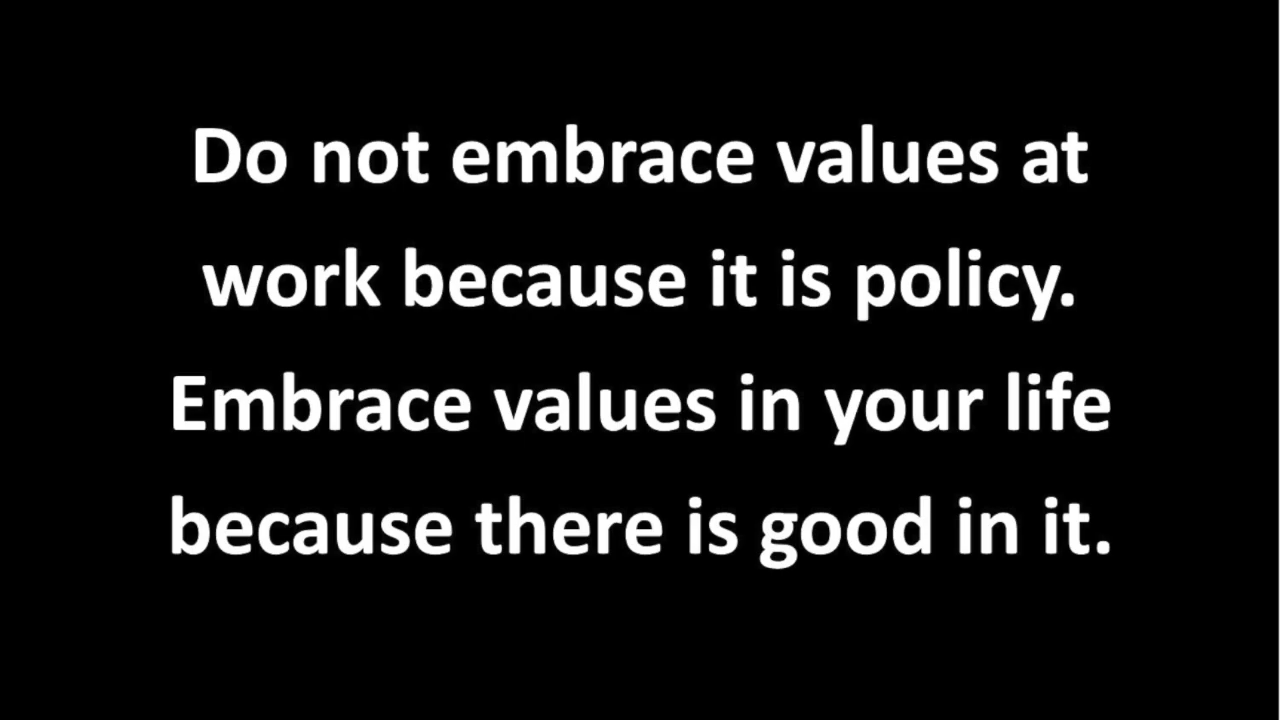 Do not embrace values at
work because it is policy.
Embrace values in your life
because there is good in it.